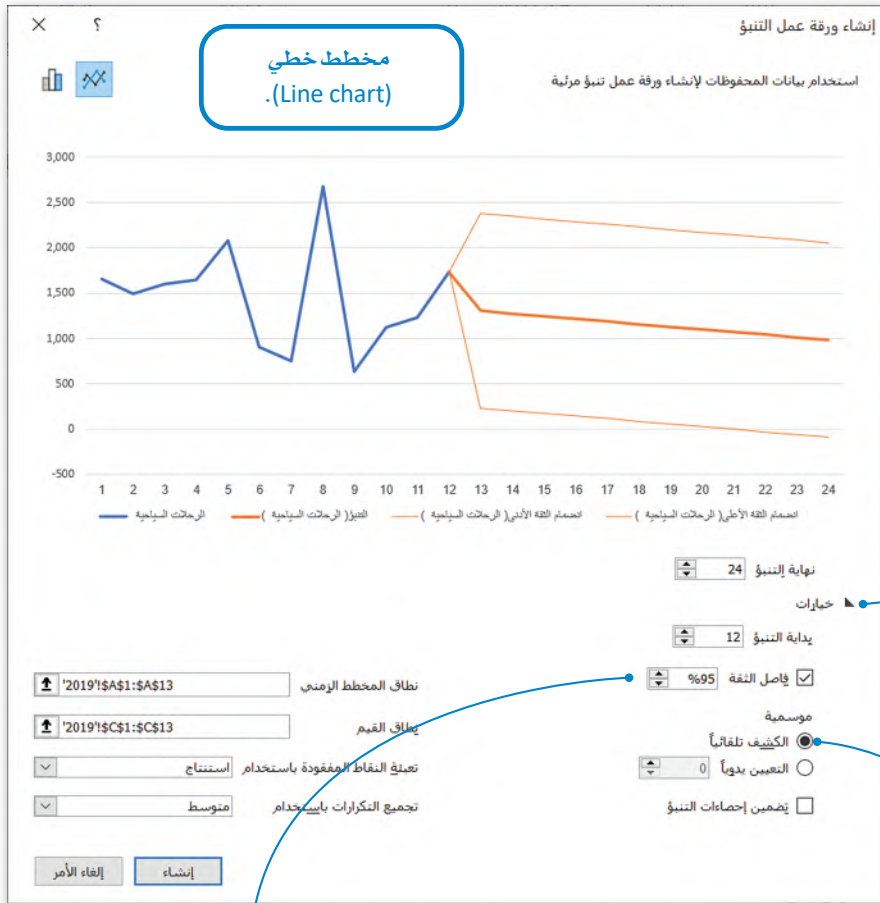 إنشاء ورقة عمل التنبؤ
؟
استخدام بيانات المحفوظات لإنشاء ورقة عمل تنبؤ مرئية
مخطط خطي
(Line chart).
3,000
2,500
2,000
1,500
1,000
500
0
-500
1 2 3 4 5 6 7 8 9 10 11 12 13 14 15 16 17 18 19 20 21 22 23 24
انضمام الثقة الأعلى( الرحلات السياحية )
انضمام الثقة الأدنى( الرحلات السياحية )
التنبؤ( الرحلات السياحية )
الرحلات السياحية
نهاية التنبؤ 24
خيارات
بداية التنبؤ 12
فاصل الثقة %95
موسمية
الكشف تلقائياً
التعيين يدوياً 0
تضمين إحصاءات التنبؤ
نطاق المخطط الزمني '2019'!$A$1:$A$13
نطاق القيم '2019'!$C$1:$C$13
تعبئة النقاط المفقودة باستخدام استنتاج
تجميع التكرارات باستخدام متوسط
إنشاء
إلغاء الأمر